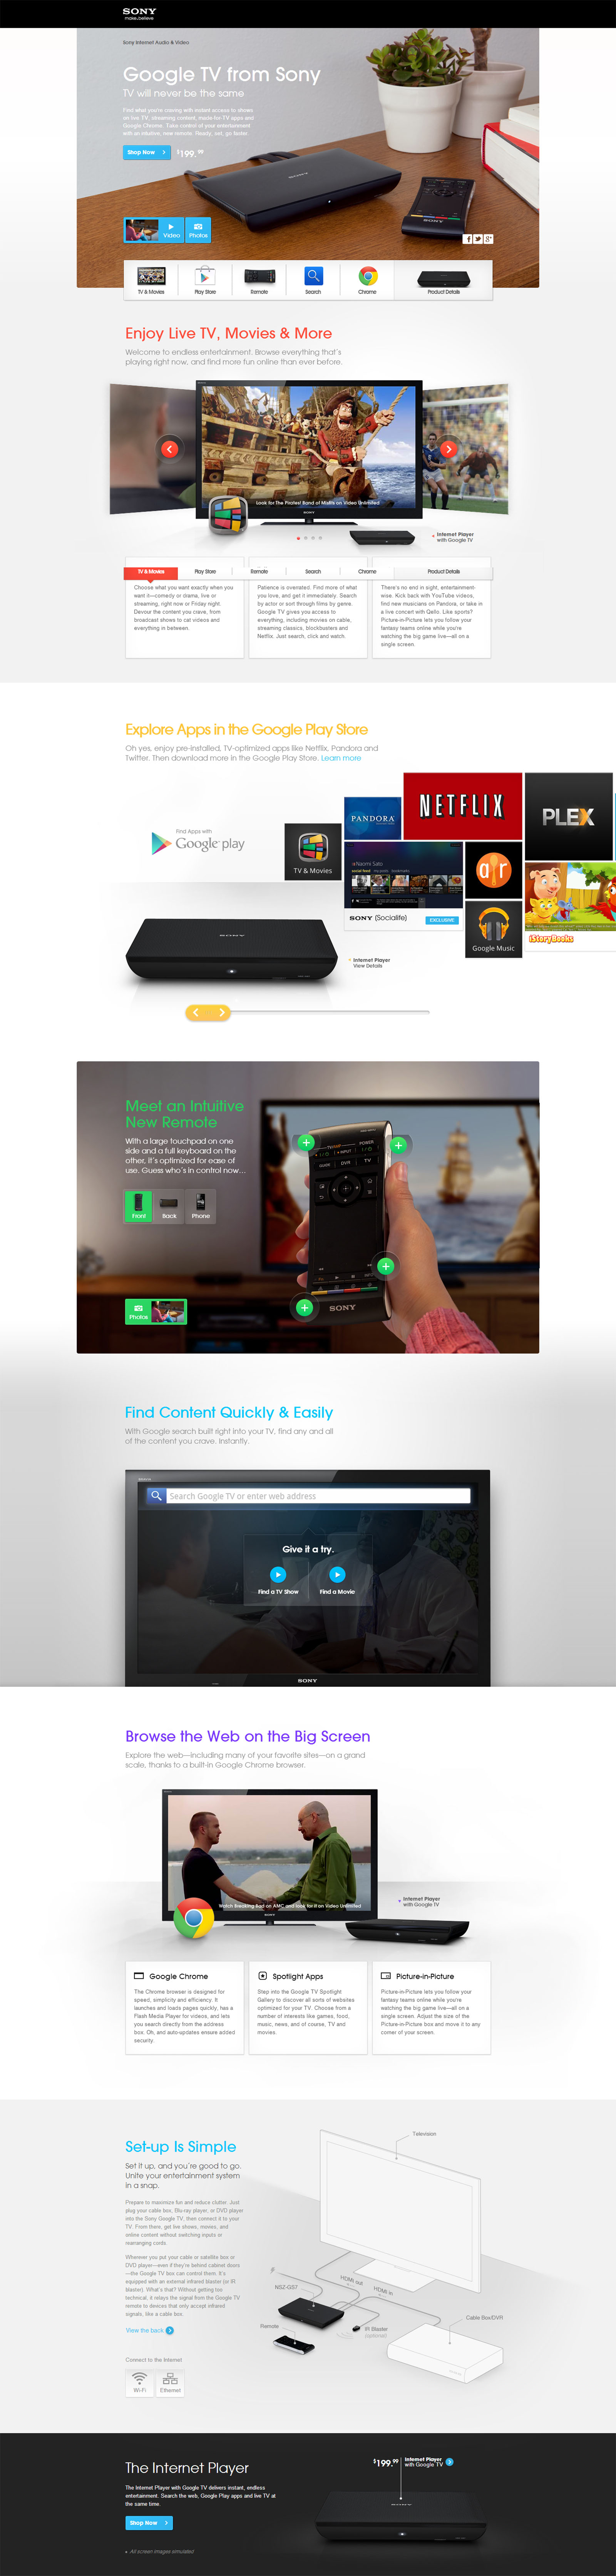 SONY
make.believe
Sony Internet Audio & Video
Google TV from Sony
TV will never be the same
Find what you're craving with instant access to shows
on live TV, streaming content, made-for-TV apps and
Google Chrome. Take control of your entertainment
with an intuitive, new remote. Ready, set, go faster.
Shop Now
$199.99
Video
Photos
TV & Movies
Play Store
Remote
Search
Chrome
Product Details
Enjoy Live TV, Movies & More
Welcome to endless entertainment. Browse everything that's
playing right now, and find more fun online than ever before.
Look for The Pirates! Band of Misfits on Video Unlimited
SONY
Internet Player
with Google TV
TV & Movies
Play Store
Remote
Search
Chrome
Product Details
Choose what you want exactly when you
want it—comedy or drama, live or
streaming, right now or Friday night.
Devour the content you crave, from
broadcast shows to cat videos and
everything in between.
Patience is overrated. Find more of what
you love, and get it immediately. Search
by actor or sort through films by genre.
Google TV gives you access to
everything, including movies on cable,
streaming classics, blockbusters and
Netflix. Just search, click and watch.
There's no end in sight, entertainment-
wise. Kick back with YouTube videos,
find new musicians on Pandora, or take in
a live concert with Qello. Like sports?
Picture-in-Picture lets you follow your
fantasy teams online while you're
watching the big game live—all on a
single screen.
Explore Apps in the Google Play Store
Oh yes, enjoy pre-installed, TV-optimized apps like Netflix, Pandora and
Twitter. Then download more in the Google Play Store. Learn more
Find Apps with
Google play
TV & Movies
PANDORA
NETFLIX
PLEX
Naomi Sato
SONY (Socialife)
EXCLUSIVE
air
Google Music
iStoryBooks
SONY
Internet Player
View Details
Meet an Intuitive
New Remote
With a large touchpad on one
side and a full keyboard on the
other, it's optimized for ease of
use. Guess who's in control now...
Front
Back
Phone
Photos
POWER
INPUT
GUIDE
DVR
TV
SONY
Find Content Quickly & Easily
With Google search built right into your TV, find any and all
of the content you crave. Instantly.
Search Google TV or enter web address
Give it a try.
Find a TV Show
Find a Movie
SONY
Browse the Web on the Big Screen
Explore the web—including many of your favorite sites—on a grand
scale, thanks to a built-in Google Chrome browser.
Watch Breaking Bad on AMC and look for it on Video Unlimited
SONY
Internet Player
with Google TV
Google Chrome
The Chrome browser is designed for
speed, simplicity and efficiency. It
launches and loads pages quickly, has a
Flash Media Player for videos, and lets
you search directly from the address
box. Oh, and auto-updates ensure added
security.
Spotlight Apps
Step into the Google TV Spotlight
Gallery to discover all sorts of websites
optimized for your TV. Choose from a
number of interests like games, food,
music, news, and of course, TV and
movies.
Picture-in-Picture
Picture-in-Picture lets you follow your
fantasy teams online while you're
watching the big game live—all on a
single screen. Adjust the size of the
Picture-in-Picture box and move it to any
corner of your screen.
Set-up Is Simple
Set it up, and you're good to go.
Unite your entertainment system
in a snap.
Prepare to maximize fun and reduce clutter. Just
plug your cable box, Blu-ray player, or DVD player
into the Sony Google TV, then connect it to your
TV. From there, get live shows, movies, and
online content without switching inputs or
rearranging cords.
Wherever you put your cable or satellite box or
DVD player—even if they're behind cabinet doors
—the Google TV box can control them. It's
equipped with an external infrared blaster (or IR
blaster). What's that? Without getting too
technical, it relays the signal from the Google TV
remote to devices that only accept infrared
signals, like a cable box.
View the back
Connect to the Internet
Wi-Fi
Ethernet
Television
HDMI out
HDMI in
NSZ-GS7
Remote
IR Blaster
(optional)
Cable Box/DVR
The Internet Player
The Internet Player with Google TV delivers instant, endless
entertainment. Search the web, Google Play apps and live TV at
the same time.
Shop Now
$199.99
Internet Player
with Google TV
SONY
All screen images simulated